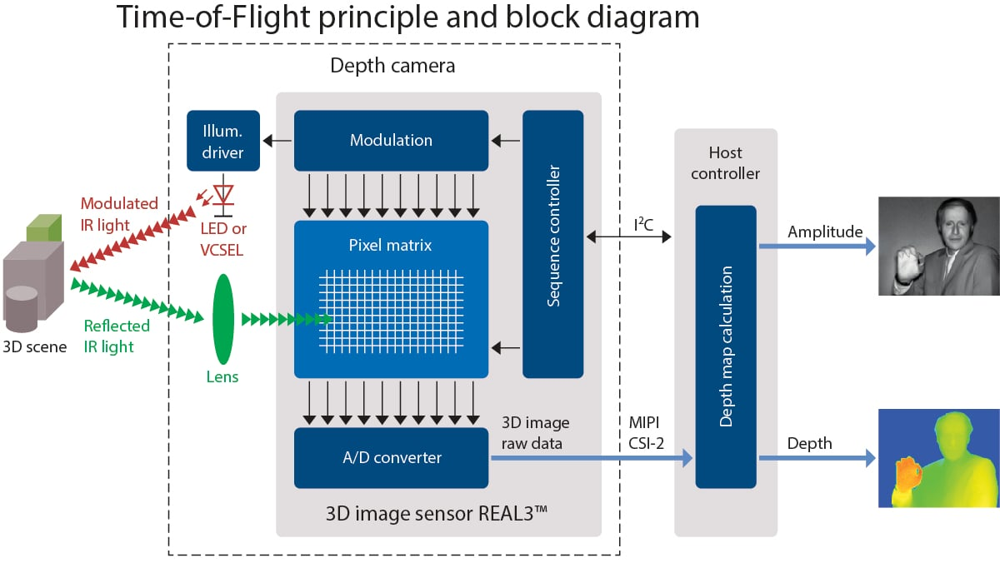 Time-of-Flight principle and block diagram
Depth camera
Illum.
driver
Modulation
Sequence controller
Host
controller
Modulated
IR light
LED or
VCSEL
Pixel matrix
I²C
Amplitude
Depth map calculation
3D scene
Reflected
IR light
Lens
3D image
raw data
MIPI
CSI-2
A/D converter
Depth
3D image sensor REAL3™